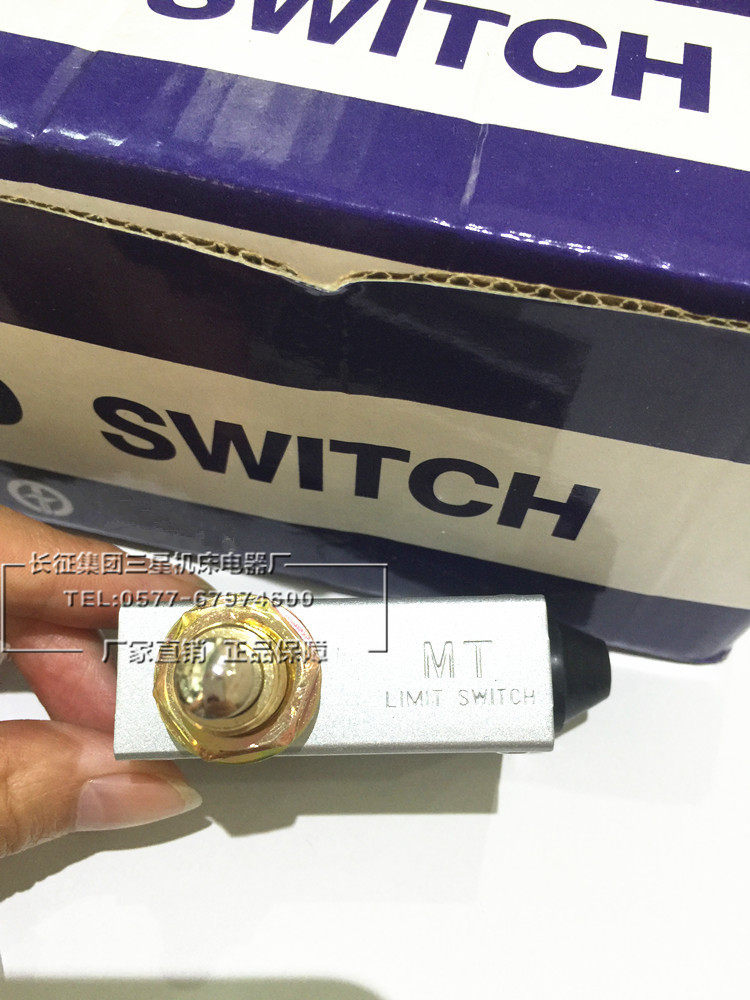 SWITCH
SWITCH
长征集团三星机床电器厂
TEL:0577-67974600
厂家直销 正品保障
MT
LIMIT SWITCH